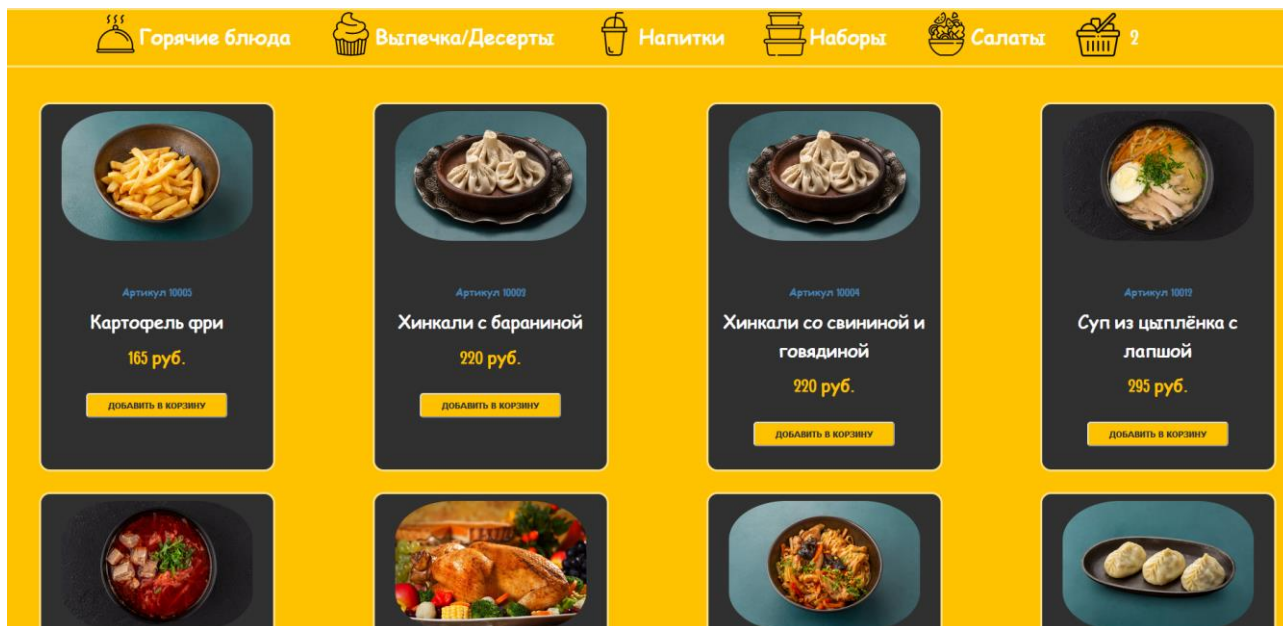 Горячие блюда Выпечка/Десерты Напитки Наборы Салаты 2
Артикул 10005
Картофель фри
165 руб.
ДОБАВИТЬ В КОРЗИНУ
Артикул 10003
Хинкали с бараниной
220 руб.
ДОБАВИТЬ В КОРЗИНУ
Артикул 10004
Хинкали со свининой и
говядиной
220 руб.
ДОБАВИТЬ В КОРЗИНУ
Артикул 10012
Суп из цыплёнка с
лапшой
295 руб.
ДОБАВИТЬ В КОРЗИНУ